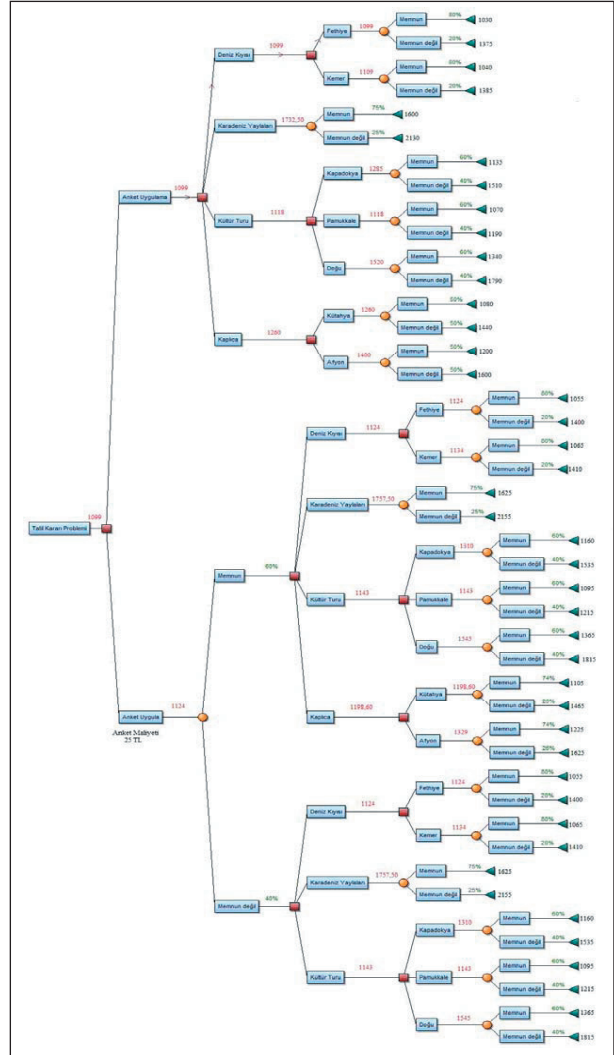 80%
Memnun
1030
1099
Fethiye
20%
Memnun değil
1375
1099
Deniz Kıyısı
80%
Memnun
1040
1109
Kemer
20%
Memnun değil
1385
75%
Memnun
1600
1732,50
Karadeniz Yaylaları
Memnun değil
2130
60%
Memnun
1135
1285
Kapadokya
40%
Memnun değil
1510
1099
Anket Uygulama
60%
Memnun
1070
1118
Kültür Turu
1118
Pamukkale
40%
Memnun değil
1190
60%
Memnun
1340
1520
Doğu
40%
Memnun değil
1790
50%
Memnun
1080
1260
Kütahya
50%
Memnun değil
1440
1260
Kaplıca
50%
Memnun
1200
1400
Afyon
50%
Memnun değil
1600
80%
Memnun
1055
1124
Fethiye
20%
Memnun değil
1400
1124
Deniz Kıyısı
80%
Memnun
1065
1134
Kemer
20%
Memnun değil
1410
75%
Memnun
1625
1757,50
Karadeniz Yaylaları
Memnun değil
2155
1099
Tatil Kararı Problemi
60%
Memnun
1160
Kapadokya
40%
Memnun değil
1535
60%
Memnun
60%
Memnun
1095
1143
Kültür Turu
1143
Pamukkale
40%
Memnun değil
1215
60%
Memnun
1365
1545
Doğu
40%
Memnun değil
1815
74%
Memnun
1105
1198,60
Kütahya
Memnun değil
1465
1198,60
Kaplıca
1124
Anket Uygula
Anket Maliyeti
25 TL
74%
Memnun
1225
1329
Afyon
Memnun değil
1625
80%
Memnun
1055
1124
Fethiye
20%
Memnun değil
1400
1124
Deniz Kıyısı
80%
Memnun
1065
1134
Kemer
20%
Memnun değil
1410
75%
Memnun
1625
1757,50
Karadeniz Yaylaları
25%
Memnun değil
2155
40%
Memnun değil
60%
Memnun
1160
1310
Kapadokya
40%
Memnun değil
1535
60%
Memnun
1095
1143
Kültür Turu
1143
Pamukkale
40%
Memnun değil
1215
60%
Memnun
1365
1545
Doğu
40%
Memnun değil
1815